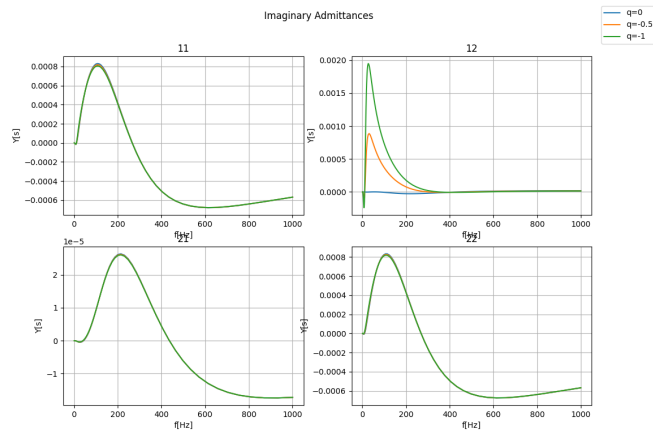 Imaginary Admittances
q=0
q=-0.5
q=-1
11
0.0008
0.0006
0.0004
0.0002
0.0000
−0.0002
−0.0004
−0.0006
Y[s]
0 200 400 600 800 1000
f[Hz]
12
0.0020
0.0015
0.0010
0.0005
0.0000
Y[s]
0 200 400 600 800 1000
f[Hz]
21
1e−5
2
1
0
−1
Y[s]
0 200 400 600 800 1000
f[Hz]
22
0.0008
0.0006
0.0004
0.0002
0.0000
−0.0002
−0.0004
−0.0006
Y[s]
0 200 400 600 800 1000
f[Hz]